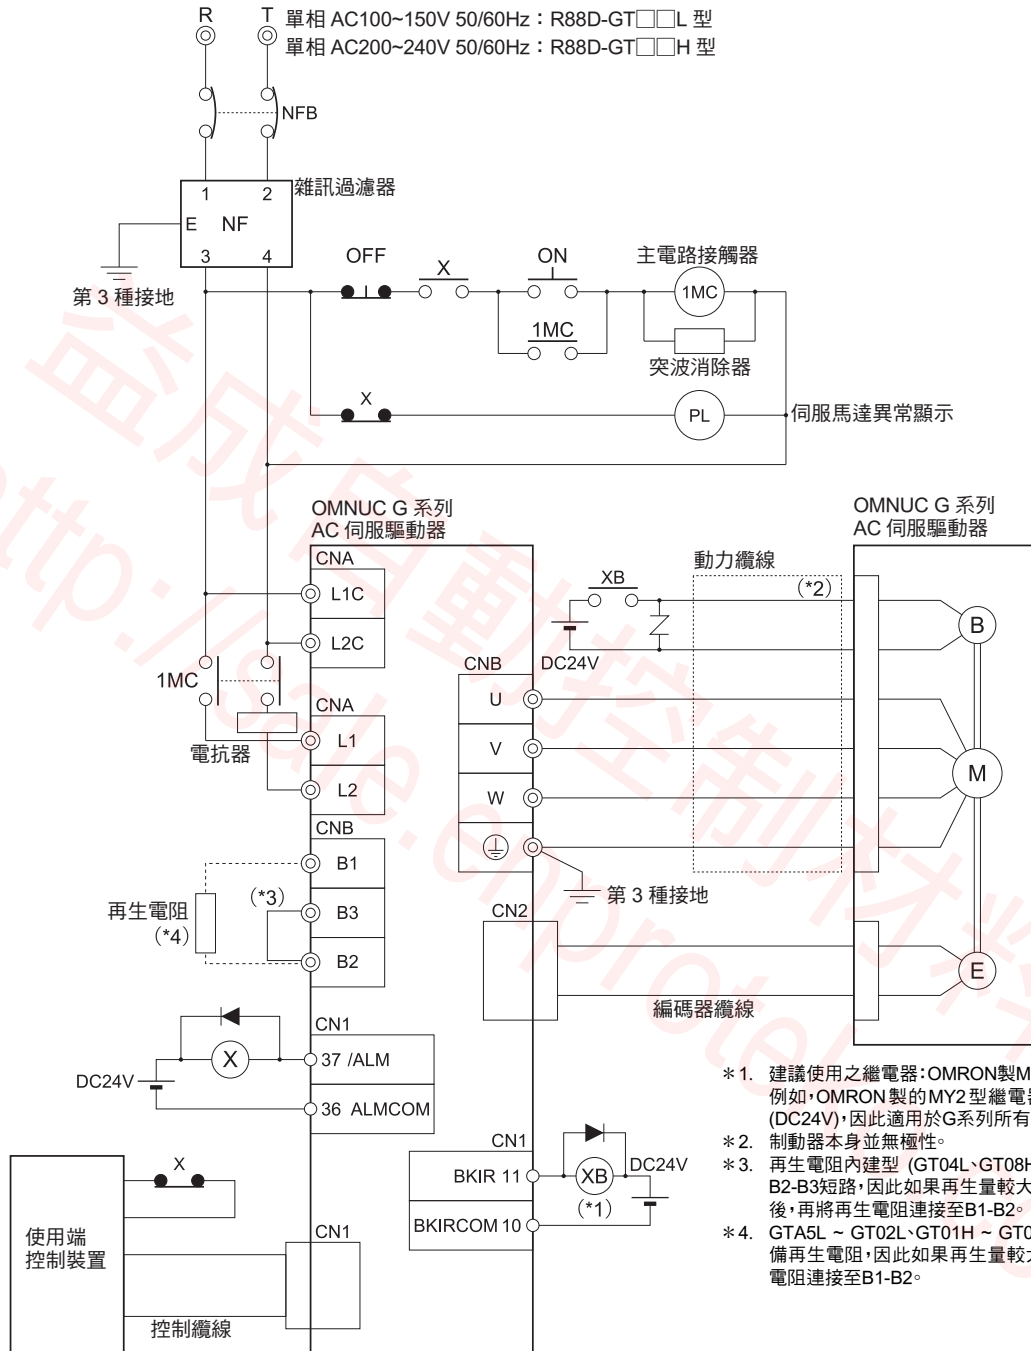 R T 單相 AC100~150V 50/60Hz：R88D-GT□□L 型
單相 AC200~240V 50/60Hz：R88D-GT□□H 型
NFB
雜訊過濾器
1 2
E NF
3 4
第 3 種接地
OFF X ON
1MC
主電路接觸器
1MC
突波消除器
X
PL
伺服馬達異常顯示
OMNUC G 系列
AC 伺服驅動器
CNA
L1C
L2C
1MC
CNA
電抗器
L1
L2
CNB
B1
B3
B2
再生電阻
(*4)
(*3)
CN1
X
37 /ALM
DC24V
36 ALMCOM
使用端
控制裝置
X
CN1
控制纜線
OMNUC G 系列
AC 伺服驅動器
動力纜線
XB
(*2)
DC24V
B
CNB
U
V
W
M
第 3 種接地
CN2
E
編碼器纜線
CN1
BKIR 11
XB
DC24V
(*1)
BKIRCOM 10
＊1. 建議使用之繼電器：OMRON製M
例如，OMRON製的MY2型繼電
(DC24V)，因此適用於G系列所有
＊2. 制動器本身並無極性。
＊3. 再生電阻內建型 (GT04L、GT08H
B2-B3短路，因此如果再生量較大
後，再將再生電阻連接至B1-B2。
＊4. GTA5L ~ GT02L、GT01H ~ GT0
備再生電阻，因此如果再生量較
電阻連接至B1-B2。
益成自動控制材料
http://sale.enprotel.co